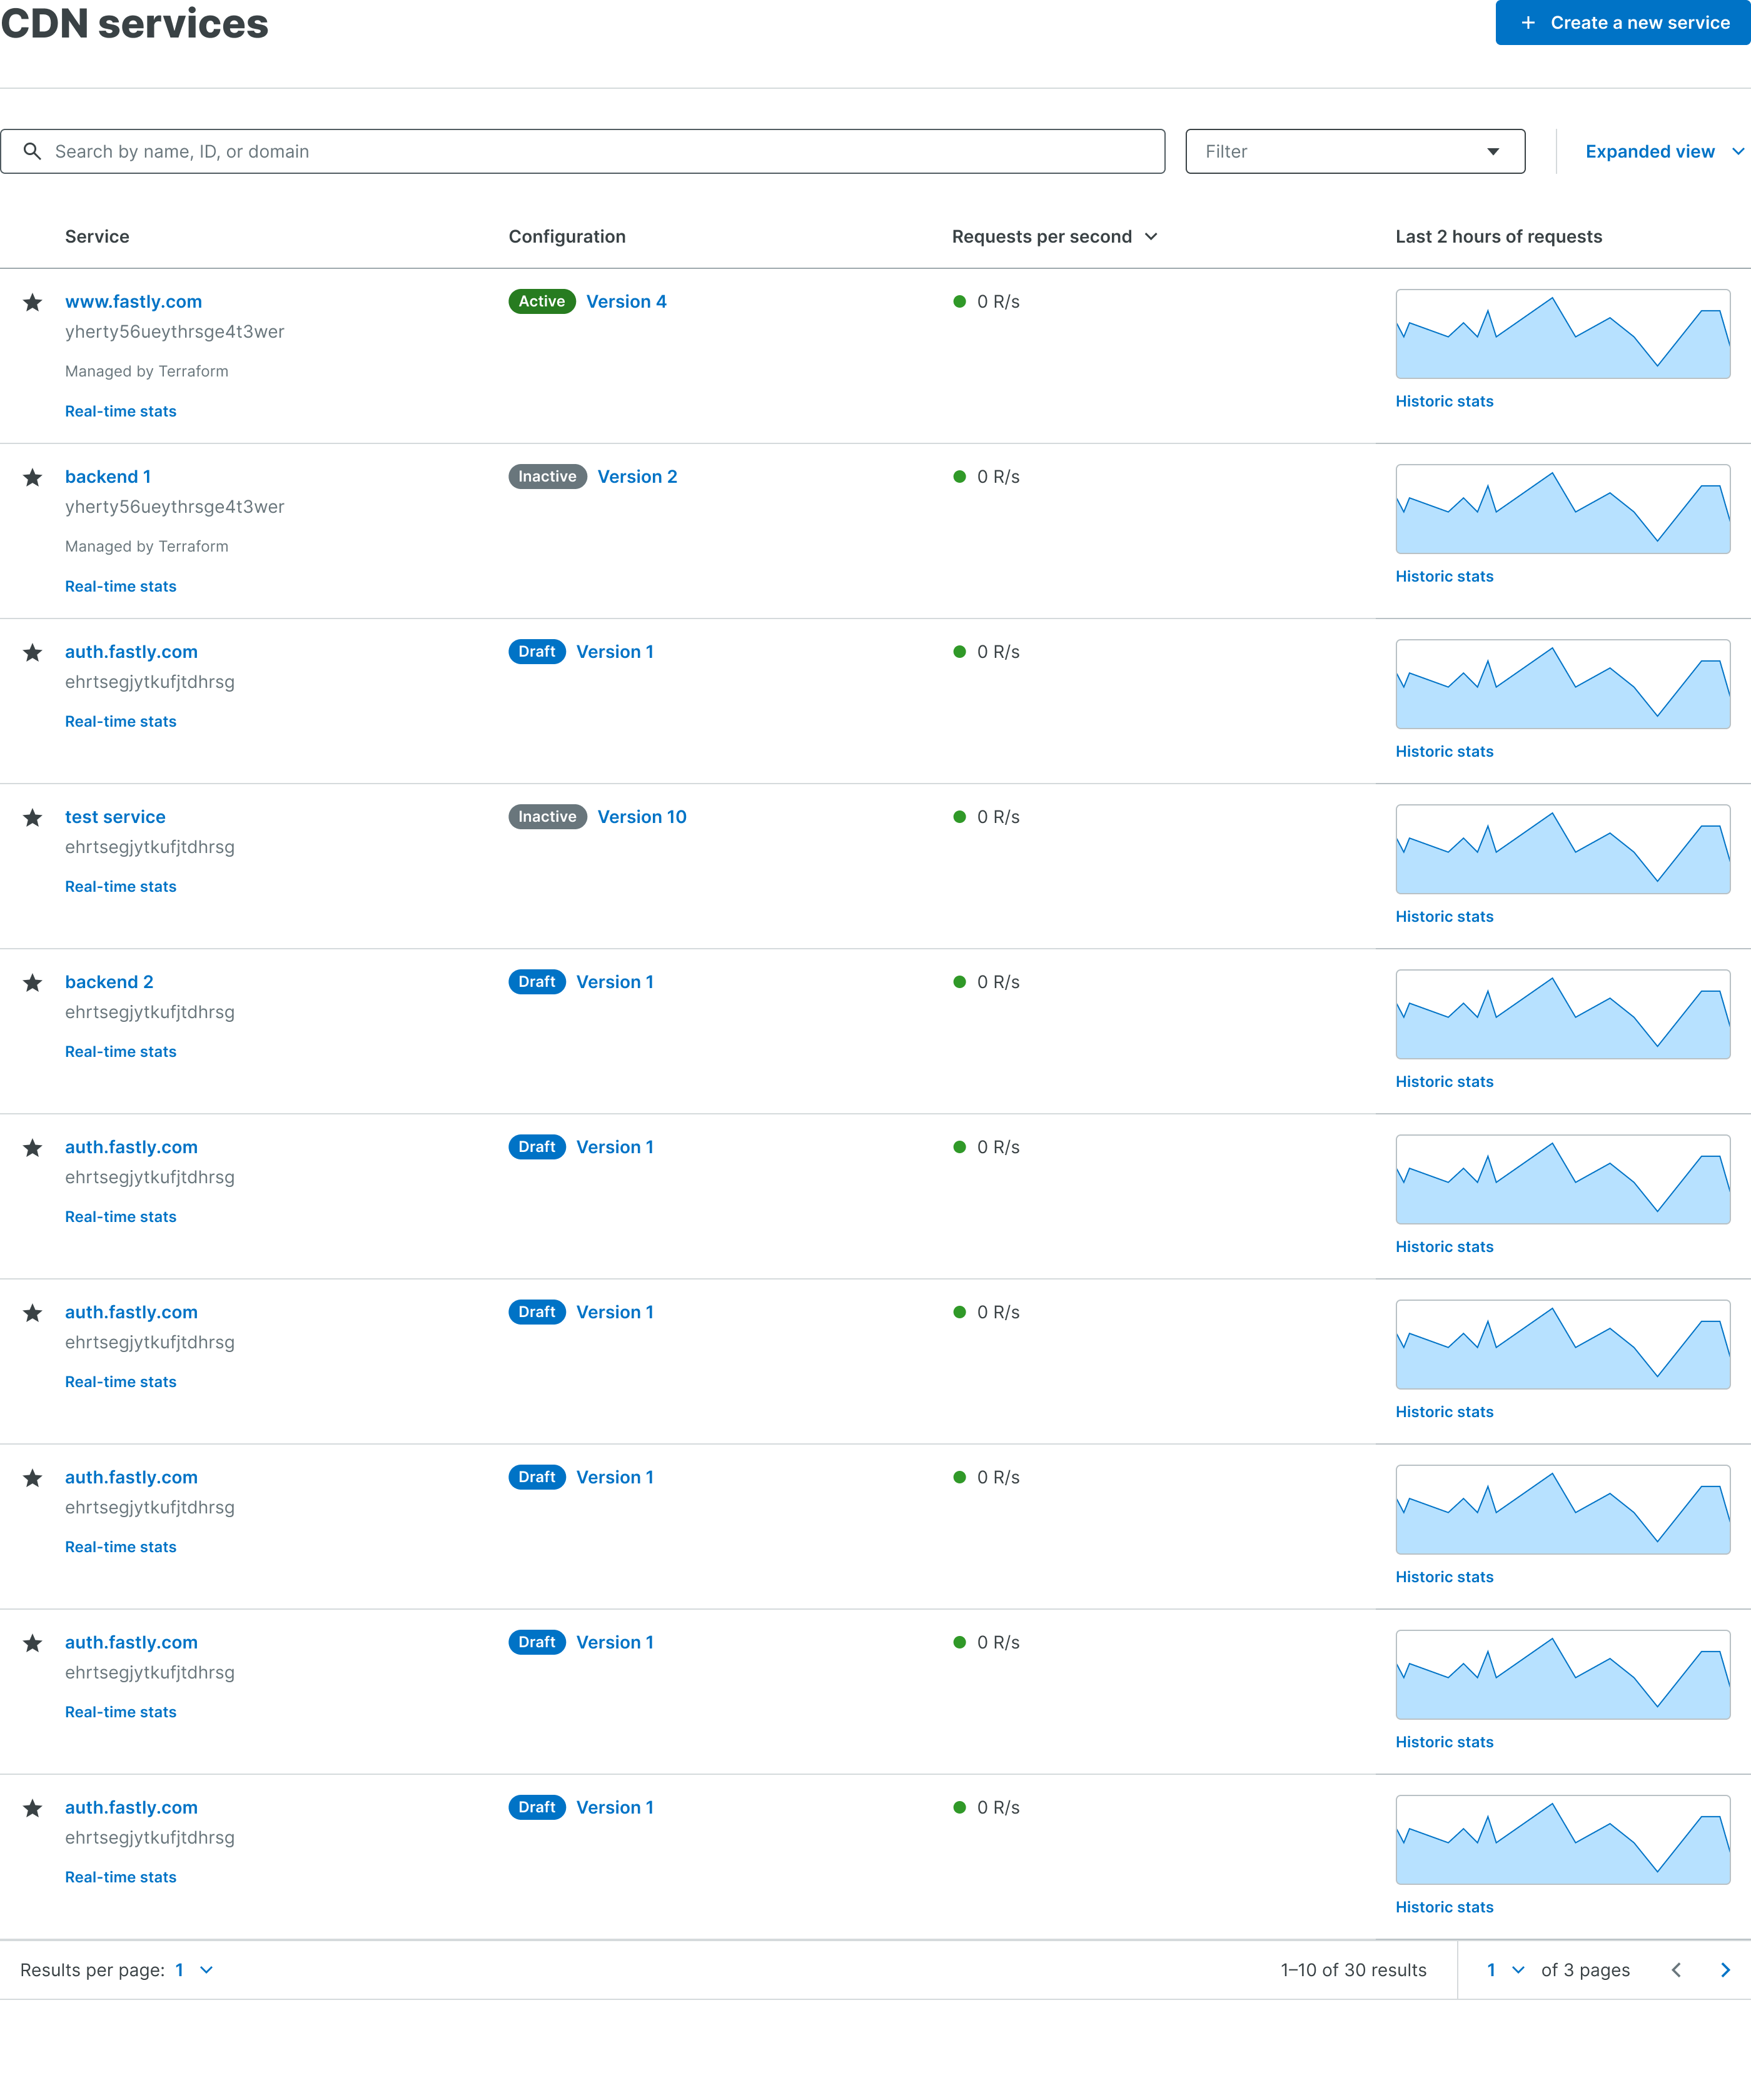 CDN services
Create a new service
Search by name, ID, or domain
Filter
Expanded view
Service Configuration Requests per second Last 2 hours of requests
www.fastly.com Active Version 4 0 R/s
yherty56ueythrsge4t3wer
Managed by Terraform
Historic stats
Real-time stats
backend 1 Inactive Version 2 0 R/s
yherty56ueythrsge4t3wer
Managed by Terraform
Historic stats
Real-time stats
auth.fastly.com Draft Version 1 0 R/s
ehrtsegjytkufjtdhrsg
Real-time stats
Historic stats
test service Inactive Version 10 0 R/s
ehrtsegjytkufjtdhrsg
Real-time stats
Historic stats
backend 2 Draft Version 1 0 R/s
ehrtsegjytkufjtdhrsg
Real-time stats
Historic stats
auth.fastly.com Draft Version 1 0 R/s
ehrtsegjytkufjtdhrsg
Real-time stats
Historic stats
auth.fastly.com Draft Version 1 0 R/s
ehrtsegjytkufjtdhrsg
Real-time stats
Historic stats
auth.fastly.com Draft Version 1 0 R/s
ehrtsegjytkufjtdhrsg
Real-time stats
Historic stats
auth.fastly.com Draft Version 1 0 R/s
ehrtsegjytkufjtdhrsg
Real-time stats
Historic stats
auth.fastly.com Draft Version 1 0 R/s
ehrtsegjytkufjtdhrsg
Real-time stats
Historic stats
Results per page: 1 1–10 of 30 results 1 of 3 pages